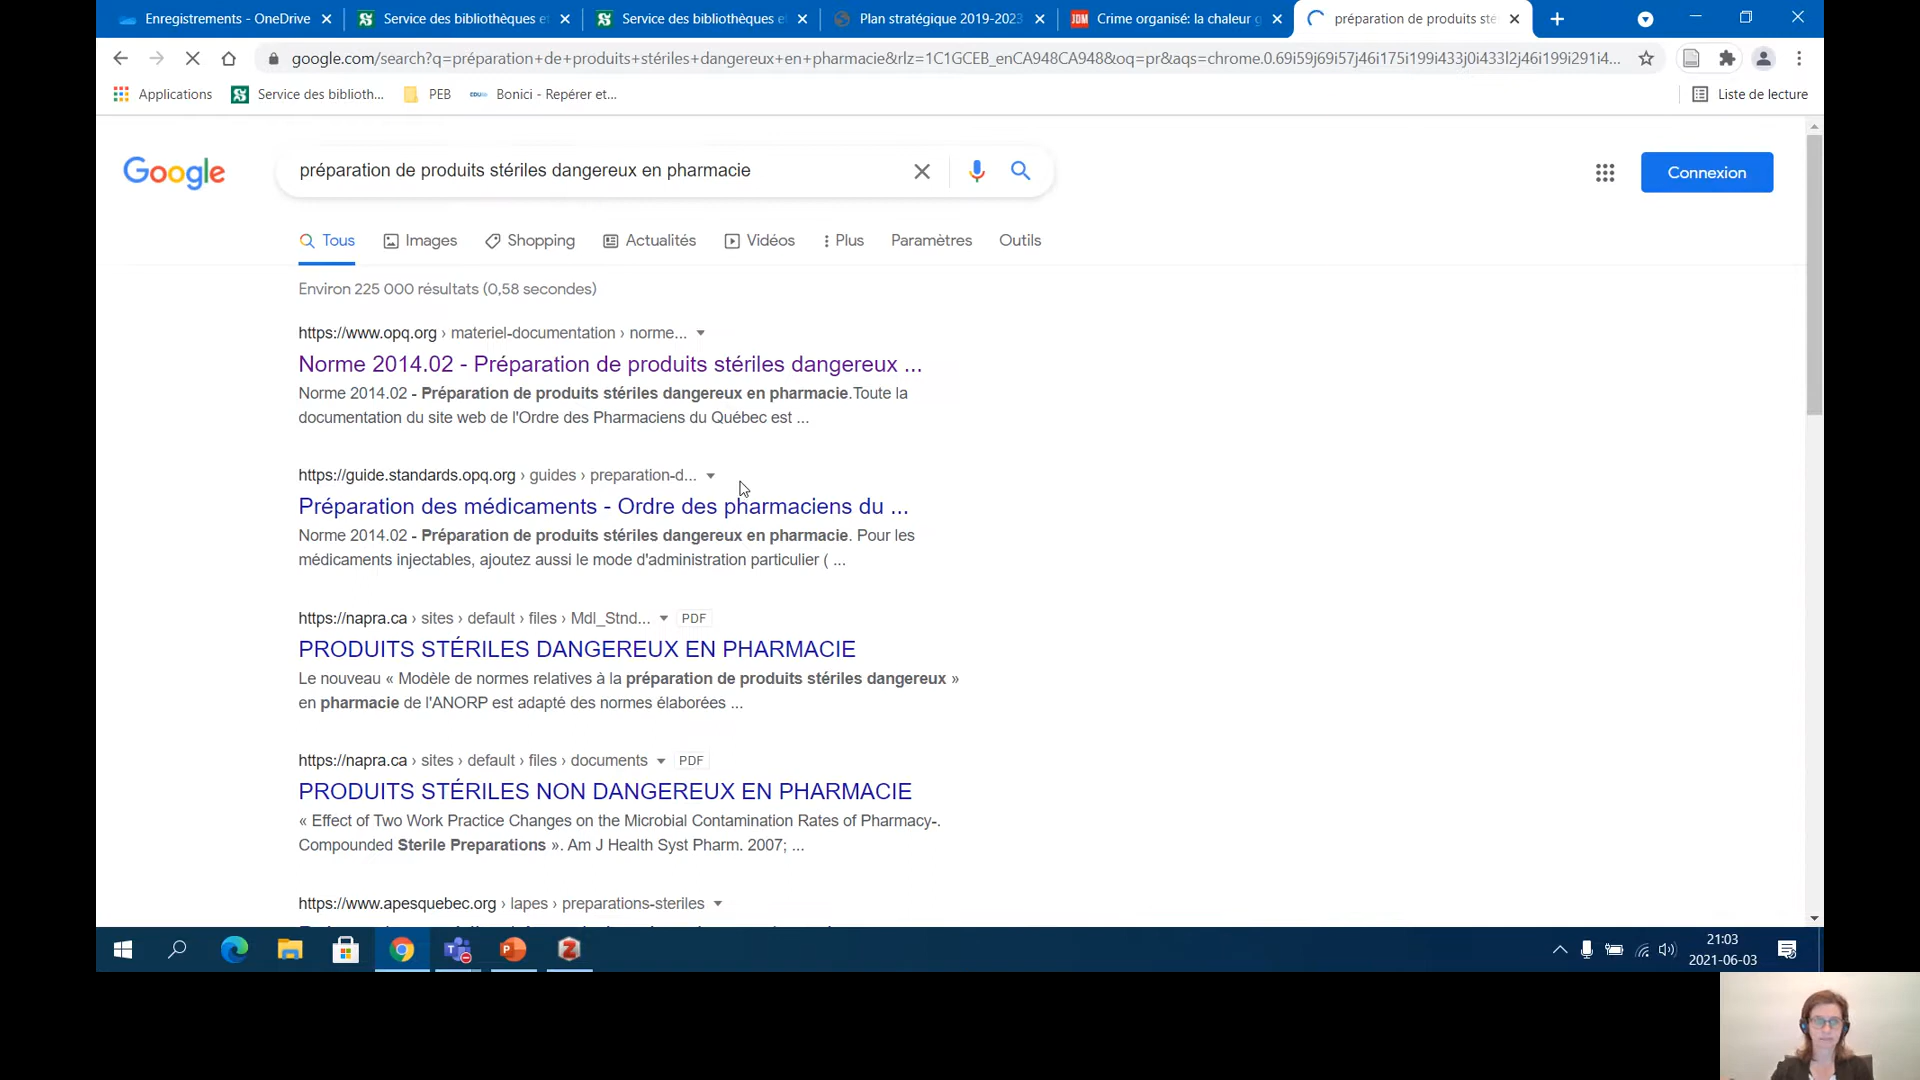 Enregistrements - OneDrive
Service des bibliothèques et
Service des bibliothèques et
Plan stratégique 2019-2023
JDM Crime organisé: la chaleur g
préparation de produits sté
google.com/search?q=préparation+de+produits+stériles+dangereux+en+pharmacie&rlz=1C1GCEB_enCA948CA948&oq=pr&aqs=chrome.0.69i59j69i57j46i175i199i433j0i433l2j46i199i291i4...
Applications
Service des biblioth...
PEB
Bonici - Repérer et...
Liste de lecture
Google
préparation de produits stériles dangereux en pharmacie
Connexion
Tous
Images
Shopping
Actualités
Vidéos
Plus
Paramètres
Outils
Environ 225 000 résultats (0,58 secondes)
https://www.opq.org › materiel-documentation › norme...
Norme 2014.02 - Préparation de produits stériles dangereux ...
Norme 2014.02 - Préparation de produits stériles dangereux en pharmacie.Toute la
documentation du site web de l'Ordre des Pharmaciens du Québec est ...
https://guide.standards.opq.org › guides › preparation-d...
Préparation des médicaments - Ordre des pharmaciens du ...
Norme 2014.02 - Préparation de produits stériles dangereux en pharmacie. Pour les
médicaments injectables, ajoutez aussi le mode d'administration particulier ( ...
https://napra.ca › sites › default › files › Mdl_Stnd... PDF
PRODUITS STÉRILES DANGEREUX EN PHARMACIE
Le nouveau « Modèle de normes relatives à la préparation de produits stériles dangereux »
en pharmacie de l'ANORP est adapté des normes élaborées ...
https://napra.ca › sites › default › files › documents PDF
PRODUITS STÉRILES NON DANGEREUX EN PHARMACIE
« Effect of Two Work Practice Changes on the Microbial Contamination Rates of Pharmacy-.
Compounded Sterile Preparations ». Am J Health Syst Pharm. 2007; ...
https://www.apesquebec.org › lapes › preparations-steriles
21:03
2021-06-03